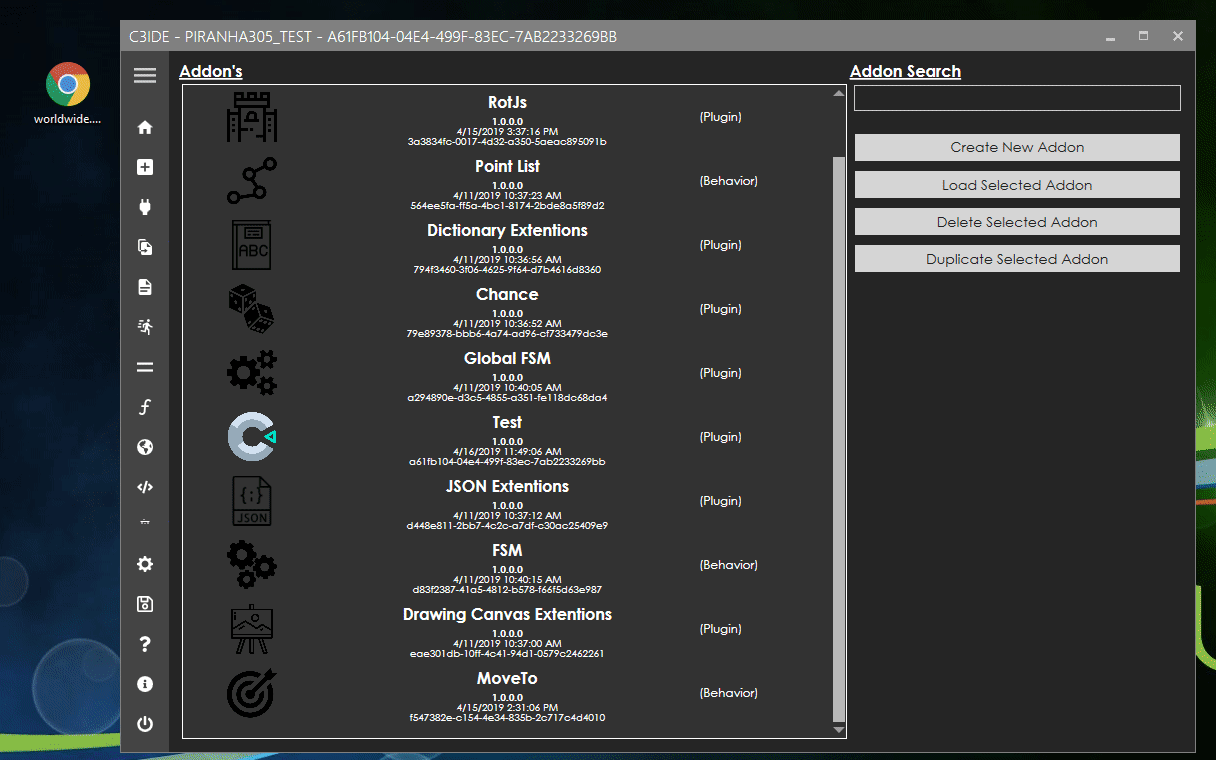 C3IDE - PIRANHA305_TEST - A61FB104-04E4-499F-83EC-7AB2233269BB
worldwide....
Addon's
Addon Search
RotJs
1.0.0.0
4/15/2019 3:37:16 PM
3a3834fc-0017-4d32-a350-5aeac895091b
(Plugin)
Point List
1.0.0.0
4/11/2019 10:37:23 AM
564ee5fa-ff5a-4bc1-8174-2bde8a5f89d2
(Behavior)
ABC
Dictionary Extentions
1.0.0.0
4/11/2019 10:36:56 AM
794f3460-3f06-4625-9f64-d7b4616d8360
(Plugin)
Chance
1.0.0.0
4/11/2019 10:36:52 AM
79e89378-bbb6-4a74-ad96-cf733479dc3e
(Plugin)
Global FSM
1.0.0.0
4/11/2019 10:40:05 AM
a294890e-d3c5-4855-a351-fe118dc68da4
(Plugin)
Test
1.0.0.0
4/16/2019 11:49:06 AM
a61fb104-04e4-499f-83ec-7ab2233269bb
(Plugin)
{;}
JSON
JSON Extentions
1.0.0.0
4/11/2019 10:37:12 AM
d448e811-2bb7-4c2c-a7df-c30ac25409e9
(Plugin)
FSM
1.0.0.0
4/11/2019 10:40:15 AM
d83f2387-41a5-4812-b578-f66f5d63e987
(Behavior)
Drawing Canvas Extentions
1.0.0.0
4/11/2019 10:37:00 AM
eae301db-10ff-4c41-94d1-0579c2462261
(Plugin)
MoveTo
1.0.0.0
4/15/2019 2:31:06 PM
f547382e-c154-4e34-835b-2c717c4d4010
(Behavior)
Create New Addon
Load Selected Addon
Delete Selected Addon
Duplicate Selected Addon